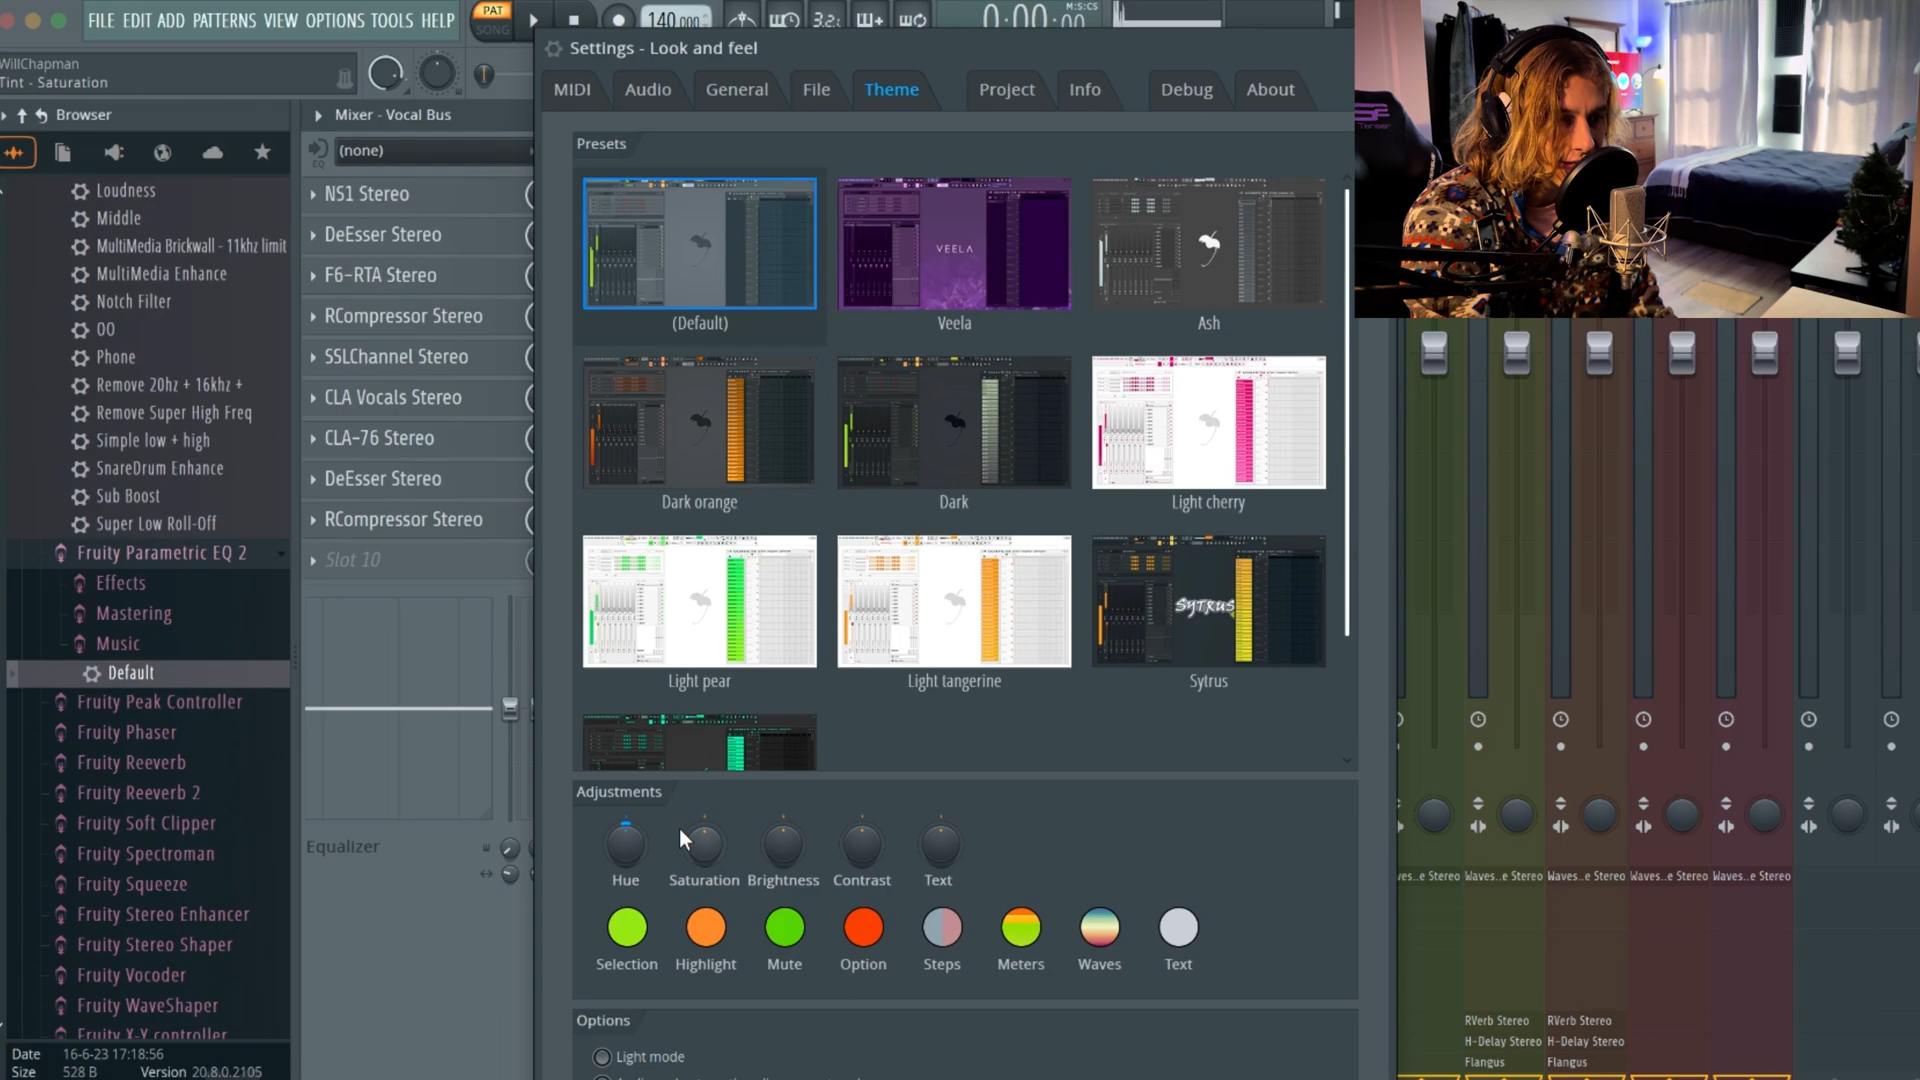 FILE EDIT ADD PATTERNS VIEW OPTIONS TOOLS HELP
PAT
SONG
140.000
3.2.
0:00:00
M:S:CS
WillChapman
Tint - Saturation
Settings - Look and feel
MIDI
Audio
General
File
Theme
Project
Info
Debug
About
Browser
Loudness
Middle
MultiMedia Brickwall - 11khz limit
MultiMedia Enhance
Notch Filter
OO
Phone
Remove 20hz + 16khz +
Remove Super High Freq
Simple low + high
SnareDrum Enhance
Sub Boost
Super Low Roll-Off
Fruity Parametric EQ 2
Effects
Mastering
Music
Default
Fruity Peak Controller
Fruity Phaser
Fruity Reeverb
Fruity Reeverb 2
Fruity Soft Clipper
Fruity Spectroman
Fruity Squeeze
Fruity Stereo Enhancer
Fruity Stereo Shaper
Fruity Vocoder
Fruity WaveShaper
Fruity X-Y controller
Date 16-6-23 17:18:56
Size 528 B Version 20.8.0.2105
Mixer - Vocal Bus
(none)
EQ
NS1 Stereo
DeEsser Stereo
F6-RTA Stereo
RCompressor Stereo
SSLChannel Stereo
CLA Vocals Stereo
CLA-76 Stereo
DeEsser Stereo
RCompressor Stereo
Slot 10
Equalizer
Presets
VEELA
(Default)
Veela
Ash
Dark orange
Dark
Light cherry
SYTRUS
Light pear
Light tangerine
Sytrus
Adjustments
Hue
Saturation
Brightness
Contrast
Text
Selection
Highlight
Mute
Option
Steps
Meters
Waves
Text
Options
Light mode
Waves..e Stereo
Waves..e Stereo
Waves..e Stereo
Waves..e Stereo
RVerb Stereo
H-Delay Stereo
Flangus
RVerb Stereo
H-Delay Stereo
Flangus